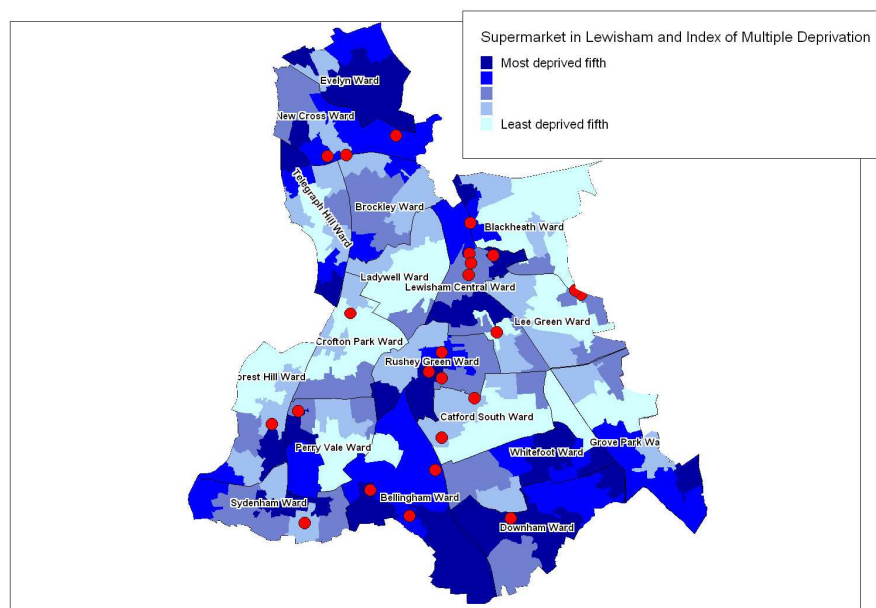 Supermarket in Lewisham and Index of Multiple Deprivation
Most deprived fifth
Least deprived fifth
Evelyn Ward
New Cross Ward
Telegraph Hill Ward
Brockley Ward
Blackheath Ward
Ladywell Ward
Lewisham Central Ward
Lee Green Ward
Crofton Park Ward
Rushey Green Ward
orest Hill Ward
Catford South Ward
Grove Park Wa
Perry Vale Ward
Whitefoot Ward
Bellingham Ward
Sydenham Ward
Downham Ward